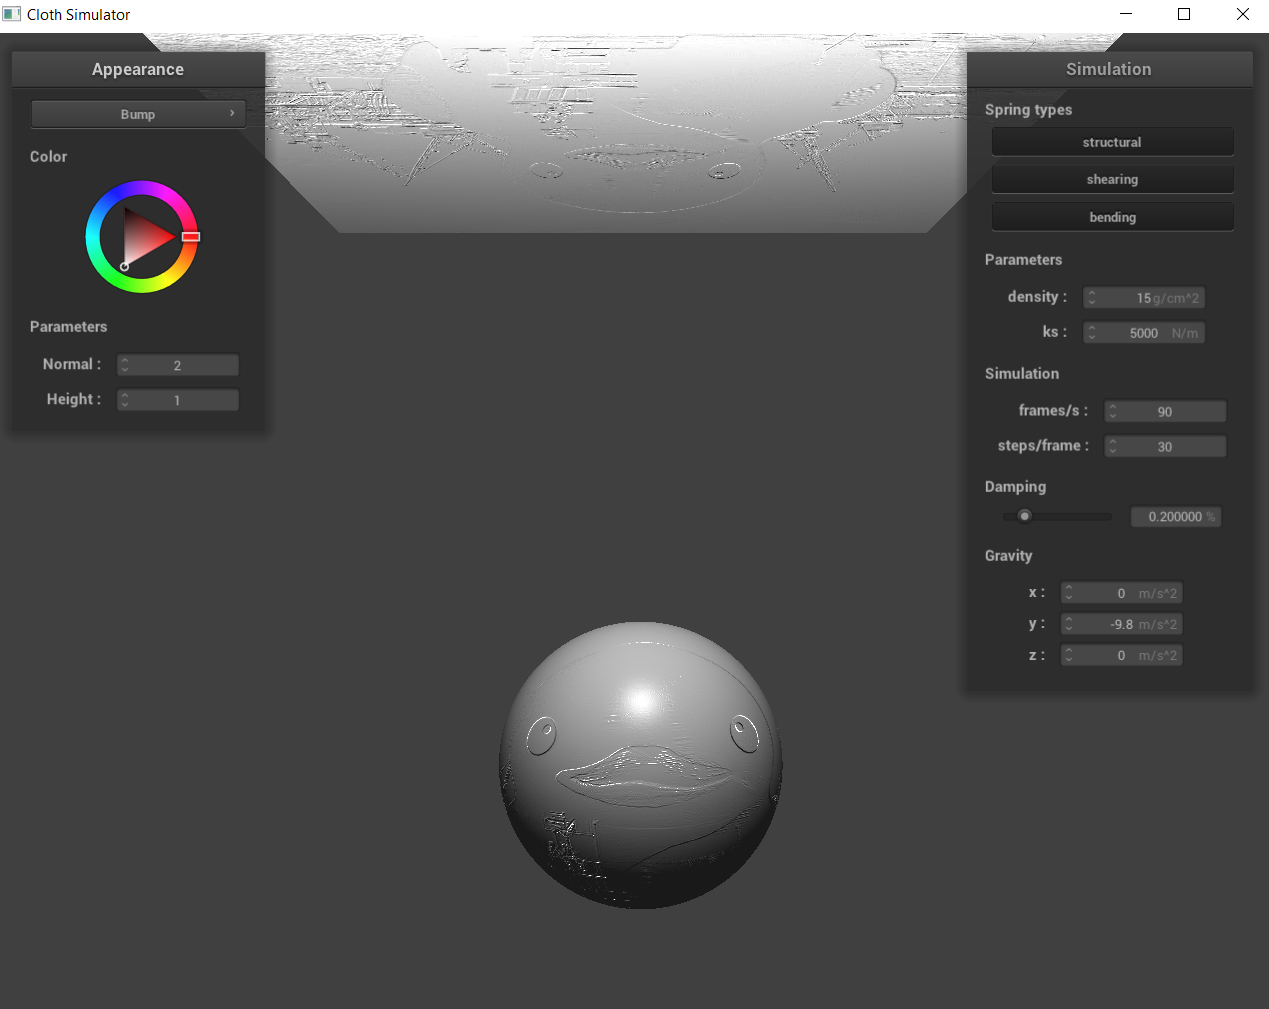 Cloth Simulator
Appearance
Bump
Color
Parameters
Normal : 2
Height : 1
Simulation
Spring types
structural
shearing
bending
Parameters
density : 15 g/cm^2
ks : 5000 N/m
Simulation
frames/s : 90
steps/frame : 30
Damping
0.200000 %
Gravity
x : 0 m/s^2
y : -9.8 m/s^2
z : 0 m/s^2